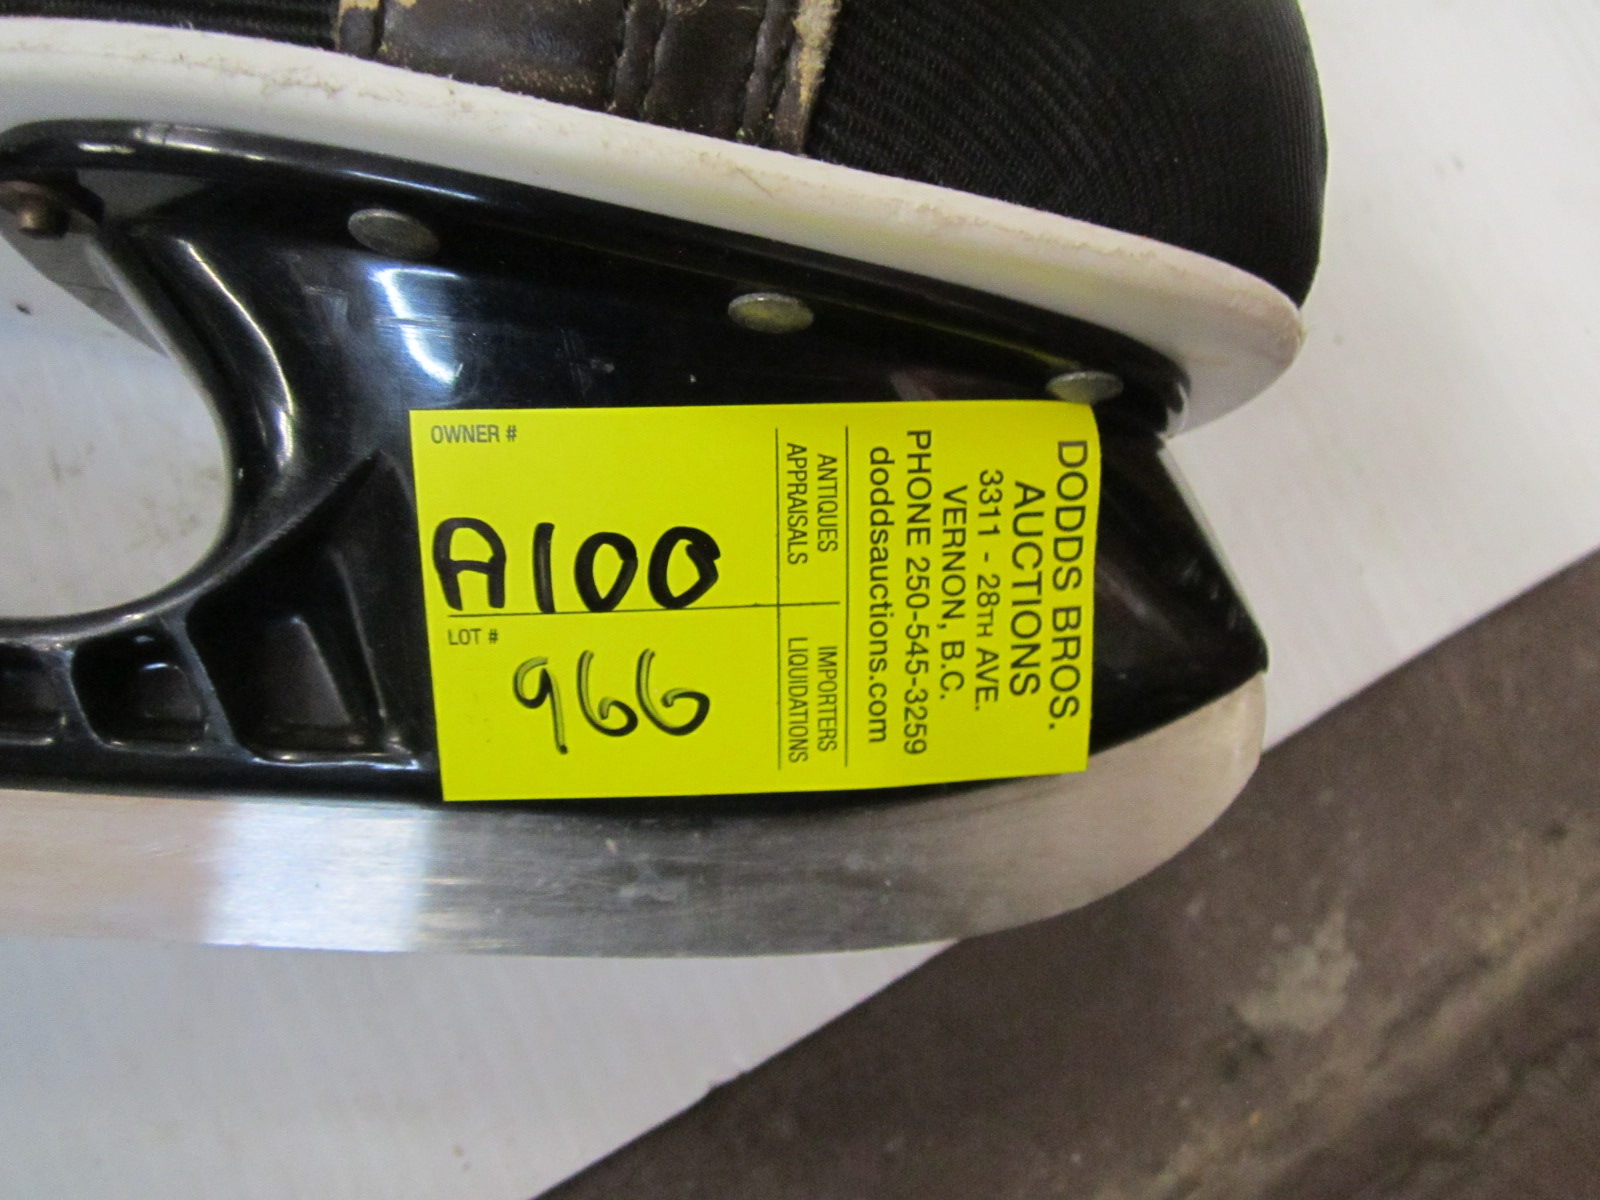 OWNER #
A100
LOT #
966
ANTIQUES
APPRAISALS
IMPORTERS
LIQUIDATIONS
DODDS BROS.
AUCTIONS
3311 - 28TH AVE.
VERNON, B.C.
PHONE 250-545-3259
doddsauctions.com